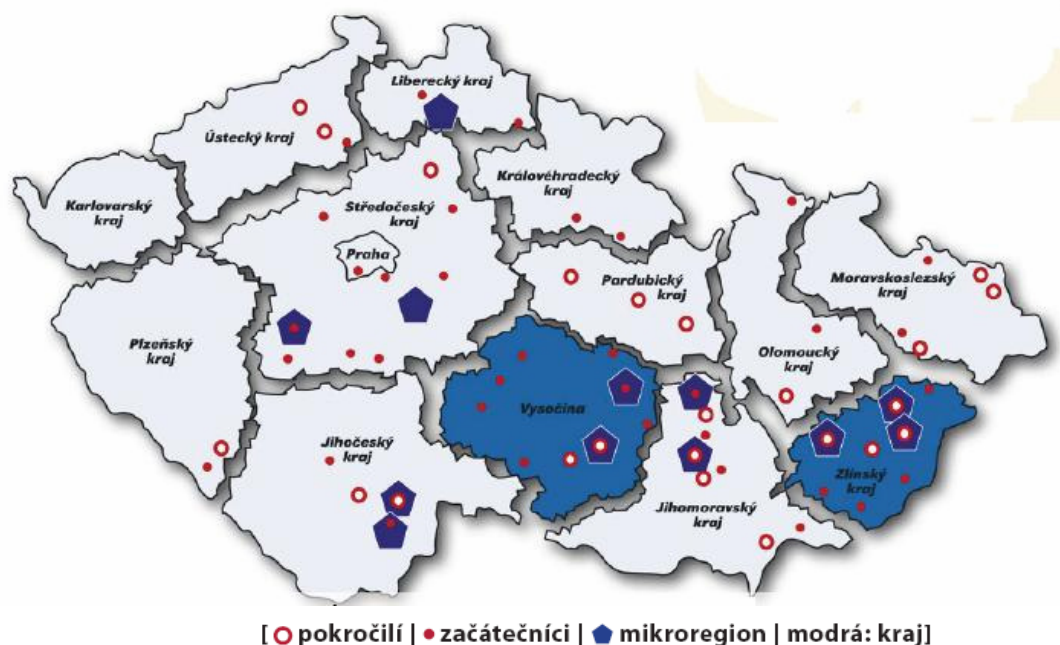 Liberecký kraj
Ústecký kraj
Královéhradecký
kraj
Karlovarský
kraj
Středočeský
kraj
Praha
Pardubický
kraj
Moravskoslezský
kraj
Plzeňský
kraj
Olomoucký
kraj
Vysočina
Jihočeský
kraj
Zlínský
kraj
Jihomoravský
kraj
[ pokročilí | začátečníci | mikroregion | modrá: kraj]